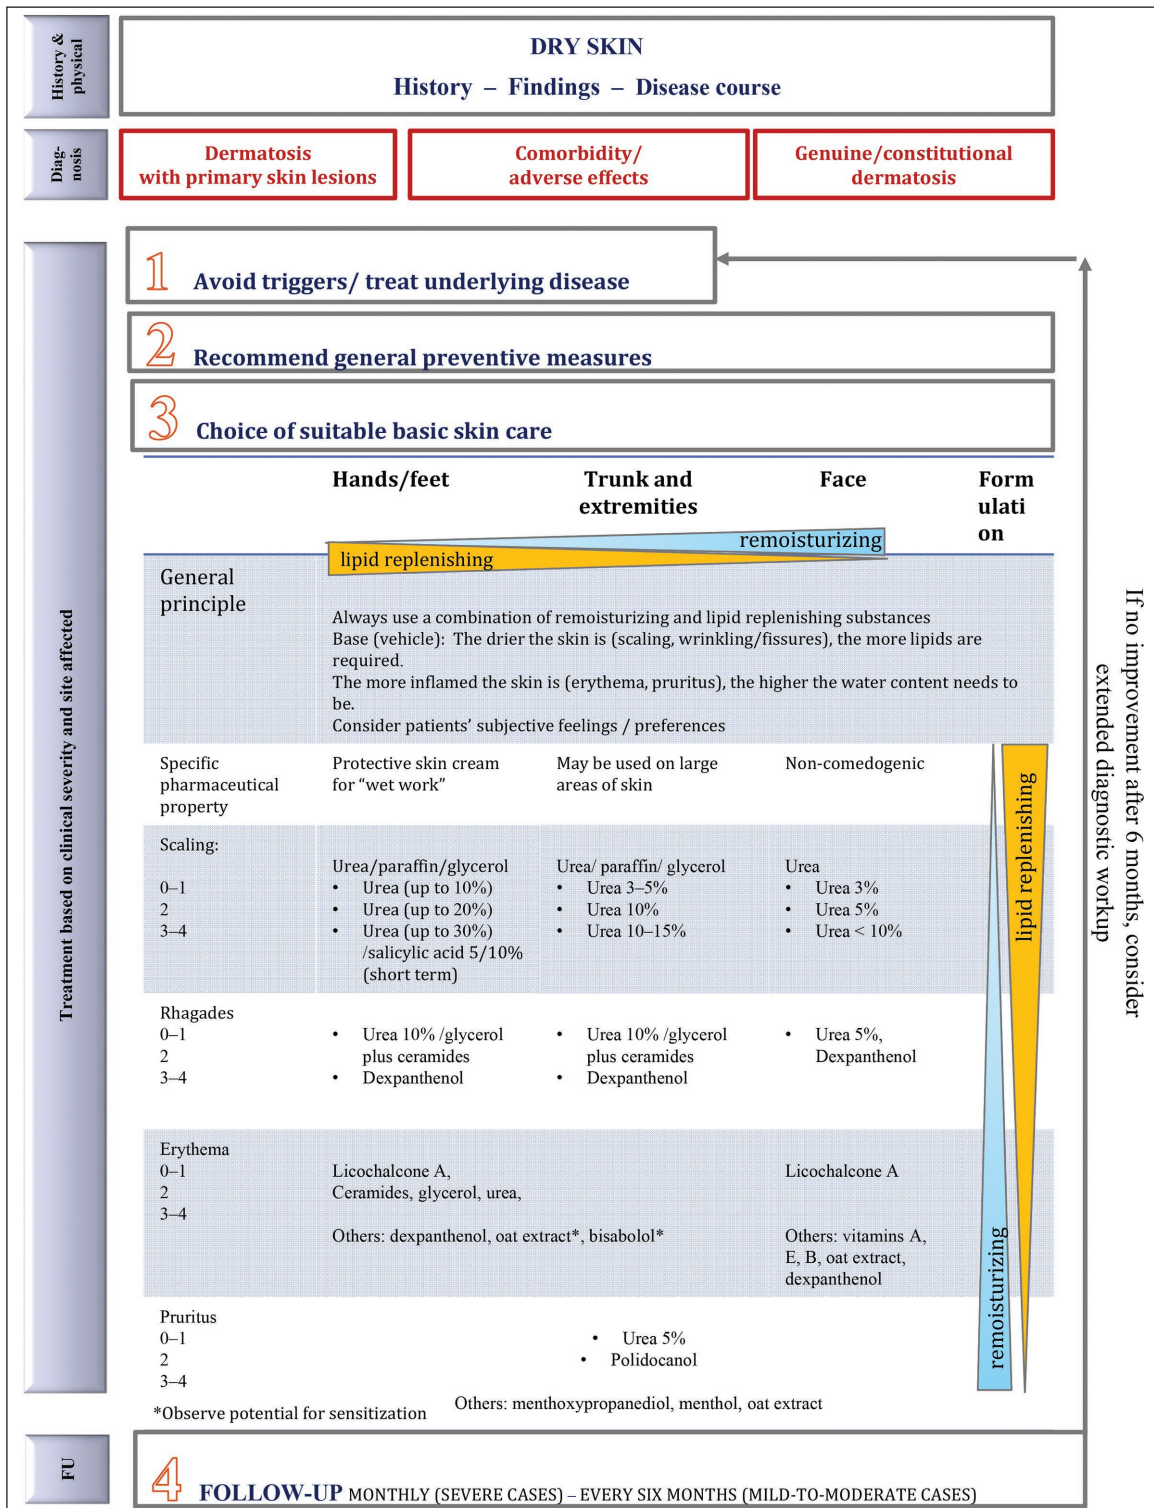 History &
physical
DRY SKIN
History – Findings – Disease course
Diag-
nosis
Dermatosis
with primary skin lesions
Comorbidity/
adverse effects
Genuine/constitutional
dermatosis
Treatment based on clinical severity and site affected
1 Avoid triggers/ treat underlying disease
2 Recommend general preventive measures
3 Choice of suitable basic skin care
Hands/feet
Trunk and
extremities
Face
Form
ulati
on
remoisturizing
lipid replenishing
General
principle
Always use a combination of remoisturizing and lipid replenishing substances
Base (vehicle): The drier the skin is (scaling, wrinkling/fissures), the more lipids are
required.
The more inflamed the skin is (erythema, pruritus), the higher the water content needs to
be.
Consider patients’ subjective feelings / preferences
Specific
pharmaceutical
property
Protective skin cream
for “wet work”
May be used on large
areas of skin
Non-comedogenic
lipid replenishing
remoisturizing
Scaling:
0–1
2
3–4
Urea/paraffin/glycerol
• Urea (up to 10%)
• Urea (up to 20%)
• Urea (up to 30%)
/salicylic acid 5/10%
(short term)
Urea/ paraffin/ glycerol
• Urea 3–5%
• Urea 10%
• Urea 10–15%
Urea
• Urea 3%
• Urea 5%
• Urea < 10%
Rhagades
0–1
2
3–4
• Urea 10% /glycerol
plus ceramides
• Dexpanthenol
• Urea 10% /glycerol
plus ceramides
• Dexpanthenol
• Urea 5%,
Dexpanthenol
Erythema
0–1
2
3–4
Licochalcone A,
Ceramides, glycerol, urea,
Others: dexpanthenol, oat extract*, bisabolol*
Licochalcone A
Others: vitamins A,
E, B, oat extract,
dexpanthenol
Pruritus
0–1
2
3–4
• Urea 5%
• Polidocanol
Others: menthoxypropanediol, menthol, oat extract
*Observe potential for sensitization
If no improvement after 6 months, consider
extended diagnostic workup
FU
4 FOLLOW-UP MONTHLY (SEVERE CASES) – EVERY SIX MONTHS (MILD-TO-MODERATE CASES)